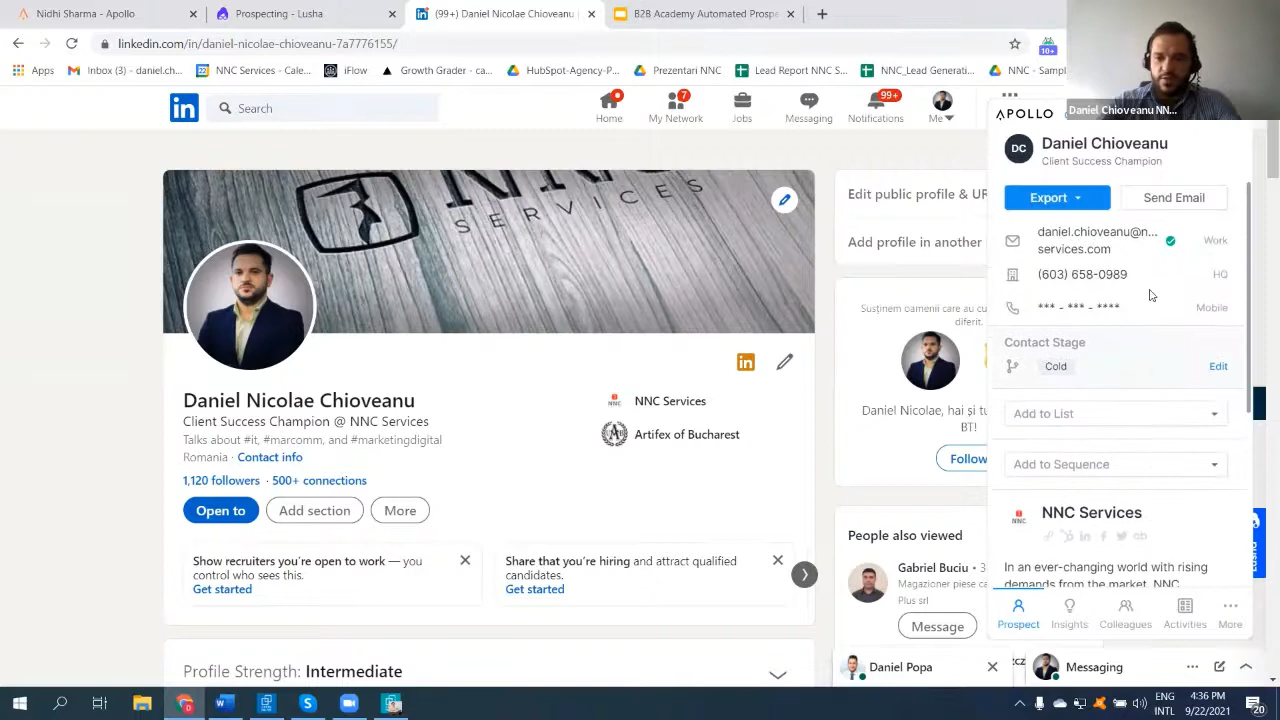 Nidhi Sharma - Apollo
Prospecting - Lusha
(99+) Daniel Nicolae Chioveanu
B2B Academy Automated Prospe
linkedin.com/in/daniel-nicolae-chioveanu-7a7776155/
10+
Apps
Inbox (3) - daniel.ch...
NNC Services - Cale...
iFlow
Growth Grader - ca...
HubSpot-Agency-P...
Prezentari NNC
Lead Report NNC S...
NNC_Lead Generati...
NNC - Sampl
Daniel Chioveanu NN...
Search
Home
7
My Network
Jobs
Messaging
99+
Notifications
Me
NNC
SERVICES
Daniel Nicolae Chioveanu
Client Success Champion @ NNC Services
Talks about #it, #marcomm, and #marketingdigital
Romania · Contact info
1,120 followers · 500+ connections
Open to
Add section
More
NNC Services
Artifex of Bucharest
Show recruiters you're open to work — you
control who sees this.
Get started
Share that you're hiring and attract qualified
candidates.
Get started
Profile Strength: Intermediate
Edit public profile & UR
Add profile in another
Susținem oamenii care au cu
diferit.
Daniel Nicolae, hai și tu
BT!
Follow
People also viewed
Gabriel Buciu • 3
Magazioner piese c
Plus srl
Message
Daniel Popa
Messaging
APOLLO
DC
Daniel Chioveanu
Client Success Champion
Export
Send Email
daniel.chioveanu@n...
services.com
Work
(603) 658-0989
HQ
*** - *** - ****
Mobile
Contact Stage
Cold
Edit
Add to List
Add to Sequence
NNC
NNC Services
In an ever-changing world with rising
demands from the market, NNC
Prospect
Insights
Colleagues
Activities
More
Lusha
ENG
INTL
4:36 PM
9/22/2021
20